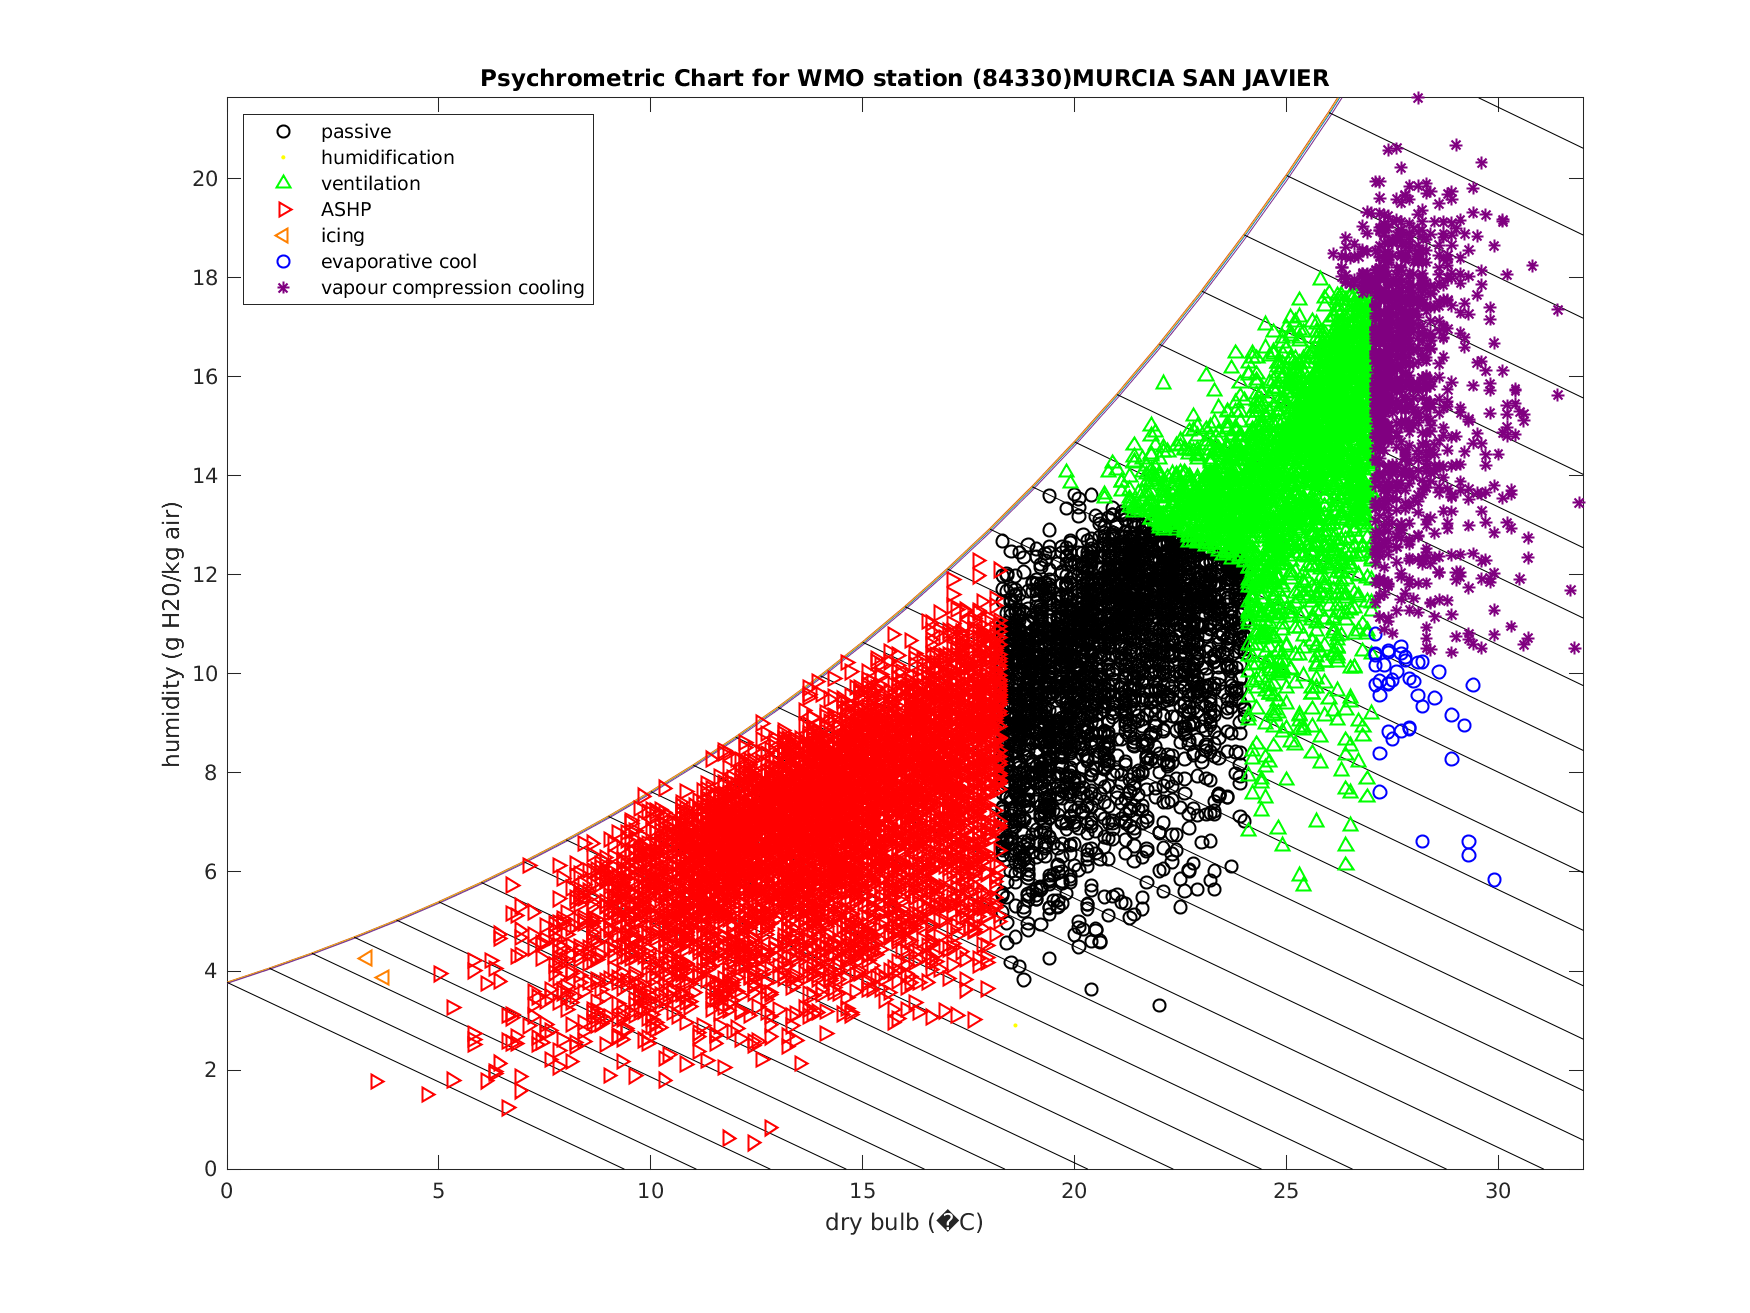 Psychrometric Chart for WMO station (84330)MURCIA SAN JAVIER
passive
humidification
ventilation
ASHP
icing
evaporative cool
vapour compression cooling
humidity (g H20/kg air)
20
18
16
14
12
10
8
6
4
2
0
0 5 10 15 20 25 30
dry bulb (�C)